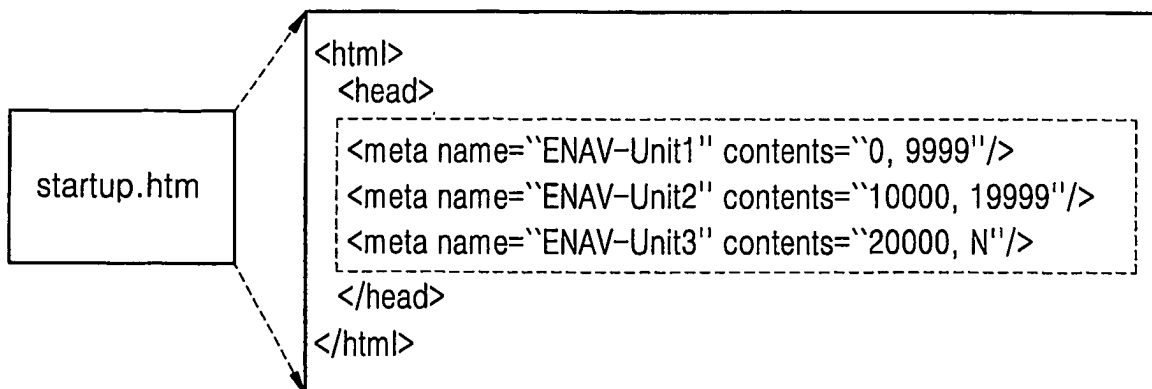 startup.htm
<html>
<head>
<meta name=``ENAV-Unit1" contents=``0, 9999"/>
<meta name=``ENAV-Unit2" contents=``10000, 19999"/>
<meta name=``ENAV-Unit3" contents=``20000, N"/>
</head>
</html>